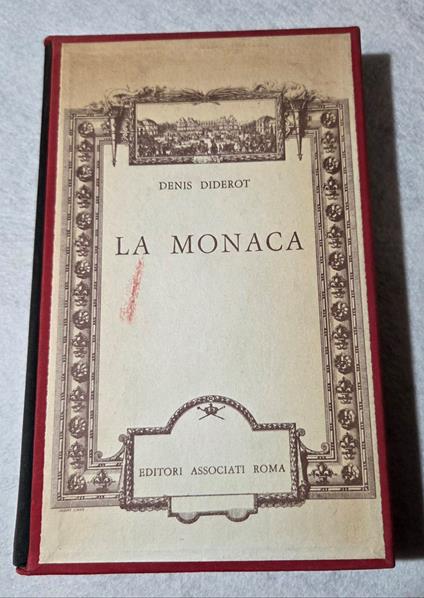 DENIS DIDEROT
LA MONACA
EDITORI ASSOCIATI ROMA